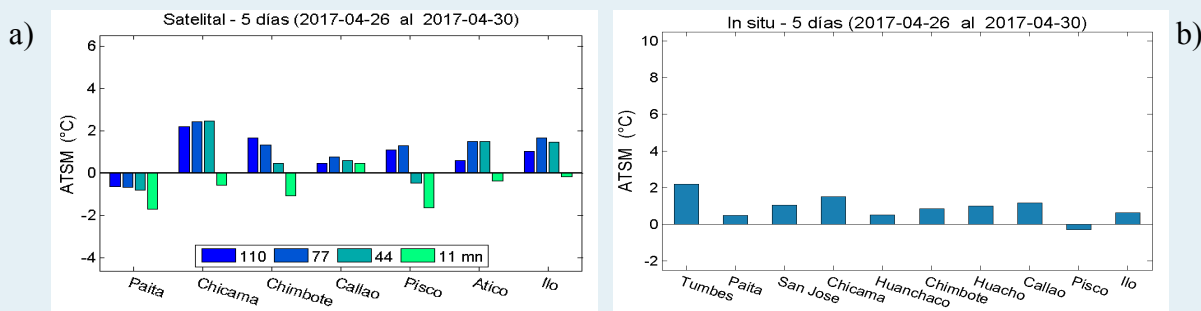 a)
Satelital - 5 días (2017-04-26 al 2017-04-30)
ATSM (°C)
6
4
2
0
-2
-4
110 77 44 11 mn
Paita Chicama Chimbote Callao Pisco Atico Ilo
b)
In situ - 5 días (2017-04-26 al 2017-04-30)
ATSM (°C)
10
8
6
4
2
0
-2
Tumbes Paita San Jose Chicama Huanchaco Chimbote Huacho Callao Pisco Ilo